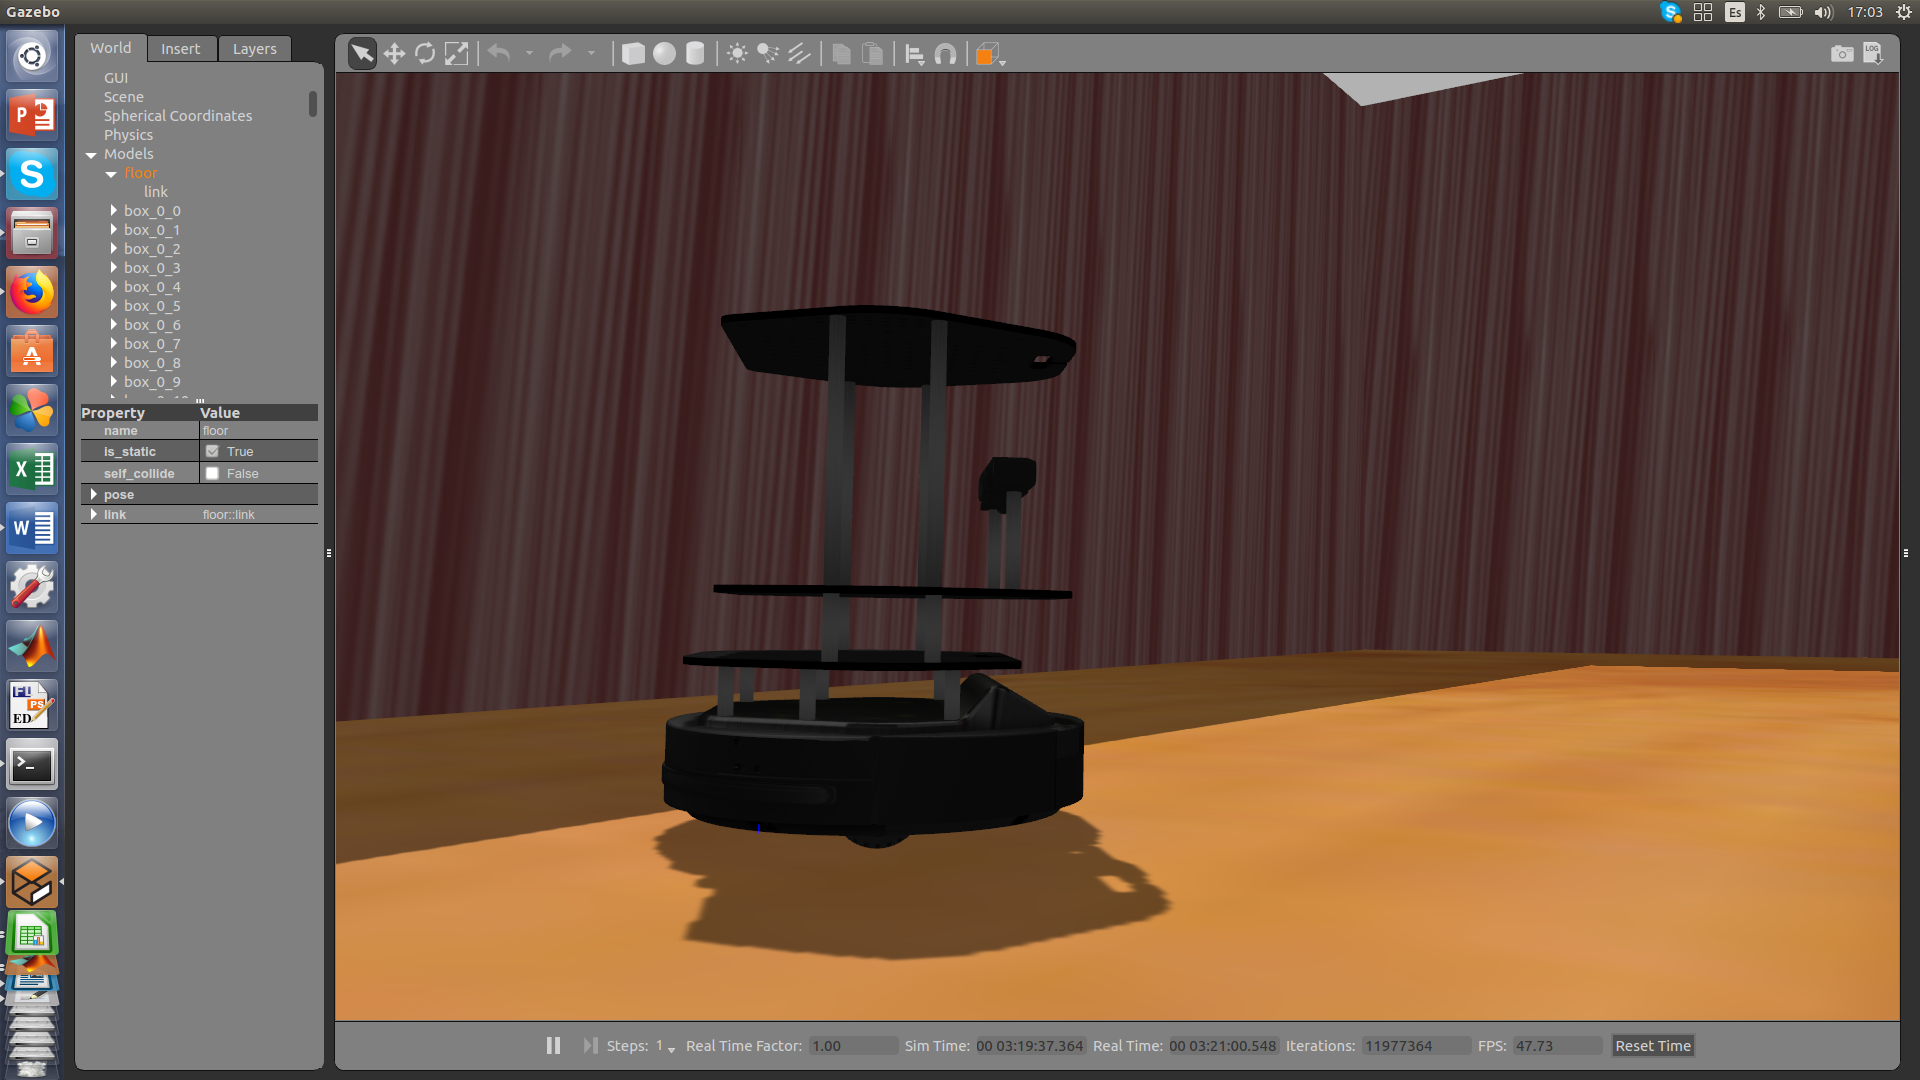 Gazebo
Es
17:03
World
Insert
Layers
LOG
GUI
Scene
Spherical Coordinates
Physics
Models
floor
link
box_0_0
box_0_1
box_0_2
box_0_3
box_0_4
box_0_5
box_0_6
box_0_7
box_0_8
box_0_9
Property Value
name floor
is_static True
self_collide False
pose
link floor::link
Steps: 1
Real Time Factor: 1.00
Sim Time: 00 03:19:37.364
Real Time: 00 03:21:00.548
Iterations: 11977364
FPS: 47.73
Reset Time